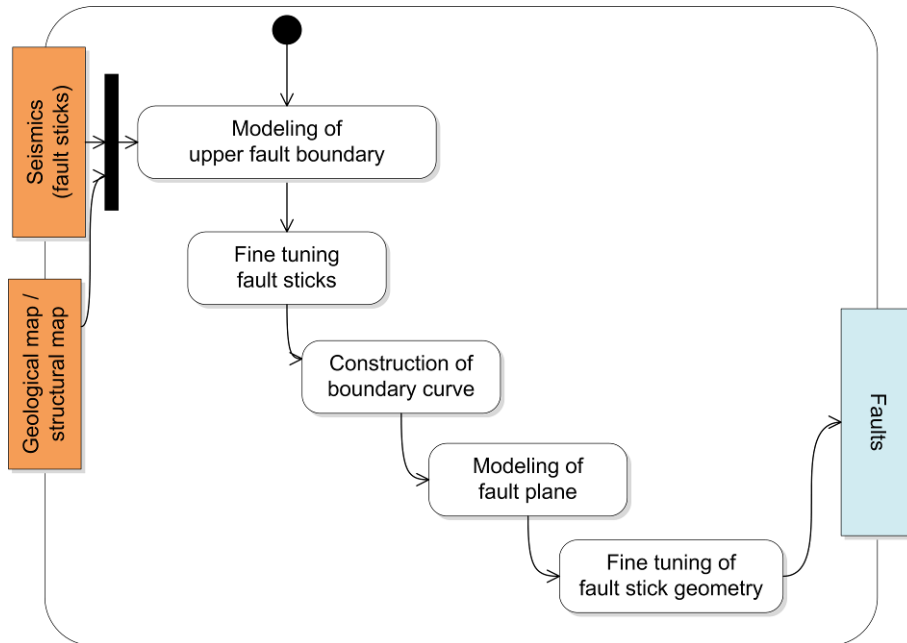 Seismics
(fault sticks)
Geological map /
structural map
Modeling of
upper fault boundary
Fine tuning
fault sticks
Construction of
boundary curve
Modeling of
fault plane
Fine tuning of
fault stick geometry
Faults